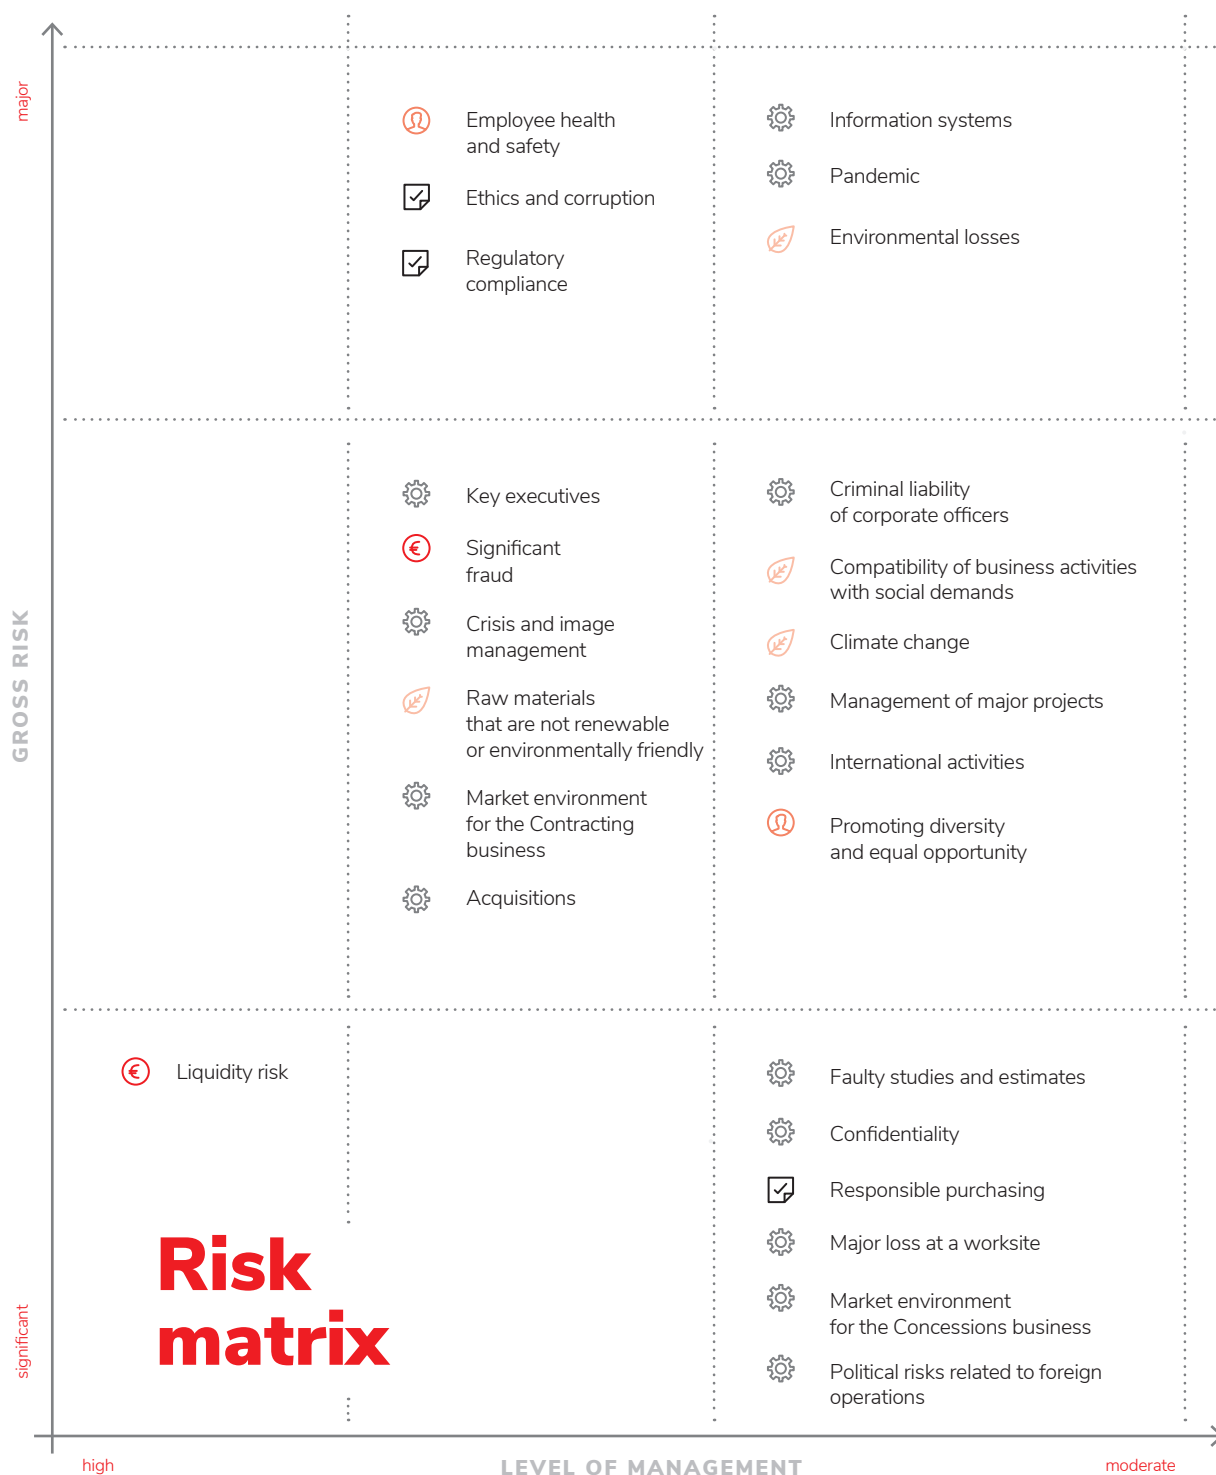 major
Employee health
and safety
Ethics and corruption
Regulatory
compliance
Information systems
Pandemic
Environmental losses
GROSS RISK
Key executives
Significant
fraud
Crisis and image
management
Raw materials
that are not renewable
or environmentally friendly
Market environment
for the Contracting
business
Acquisitions
Criminal liability
of corporate officers
Compatibility of business activities
with social demands
Climate change
Management of major projects
International activities
Promoting diversity
and equal opportunity
€ Liquidity risk
Faulty studies and estimates
Confidentiality
Responsible purchasing
Major loss at a worksite
Market environment
for the Concessions business
Political risks related to foreign
operations
Risk
matrix
significant
high
LEVEL OF MANAGEMENT
moderate